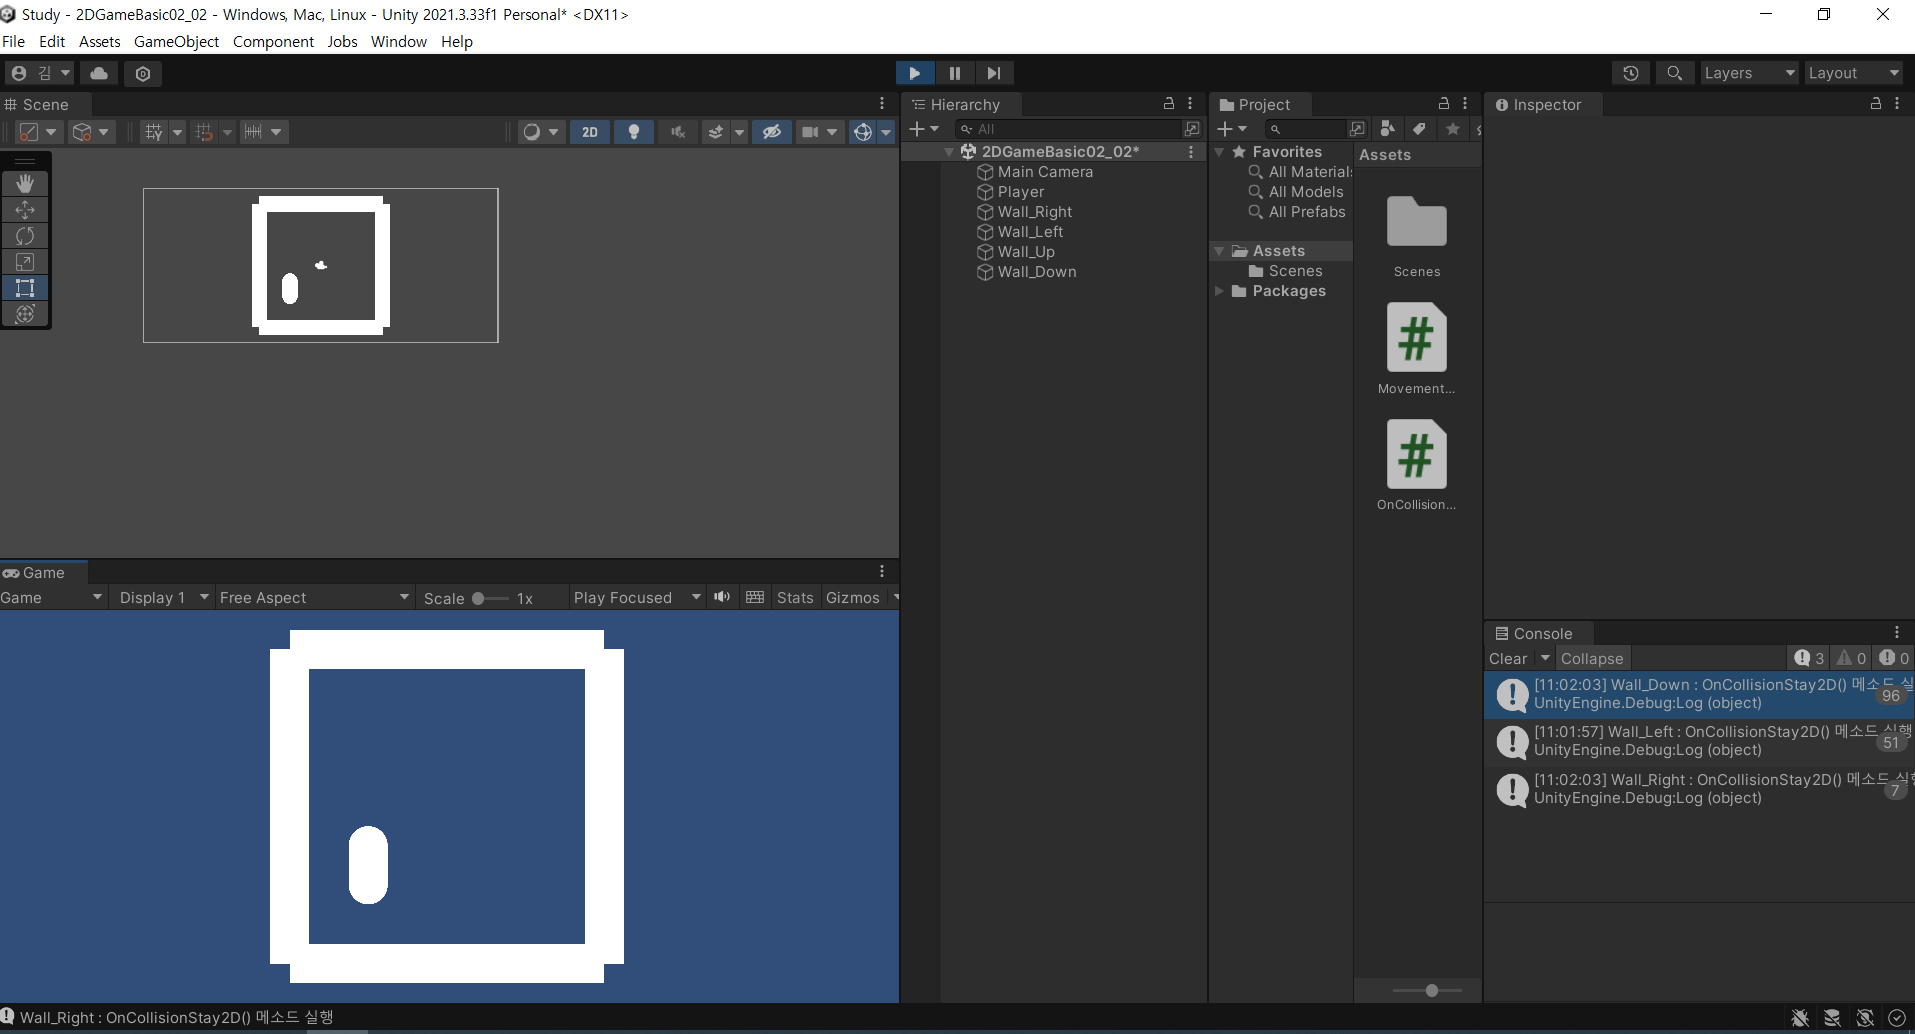 Study - 2DGameBasic02_02 - Windows, Mac, Linux - Unity 2021.3.33f1 Personal* <DX11>
File Edit Assets GameObject Component Jobs Window Help
김
Layers
Layout
Scene
2D
Hierarchy
All
2DGameBasic02_02*
Main Camera
Player
Wall_Right
Wall_Left
Wall_Up
Wall_Down
Project
Favorites
All Materials
All Models
All Prefabs
Assets
Scenes
Packages
Assets
Scenes
Movement...
OnCollision...
Inspector
Game
Game Display 1 Free Aspect Scale 1x Play Focused Stats Gizmos
Console
Clear Collapse 3 0 0
[11:02:03] Wall_Down : OnCollisionStay2D() 메소드 실
UnityEngine.Debug:Log (object)
96
[11:01:57] Wall_Left : OnCollisionStay2D() 메소드 실행
UnityEngine.Debug:Log (object)
51
[11:02:03] Wall_Right : OnCollisionStay2D() 메소드 실행
UnityEngine.Debug:Log (object)
7
Wall_Right : OnCollisionStay2D() 메소드 실행